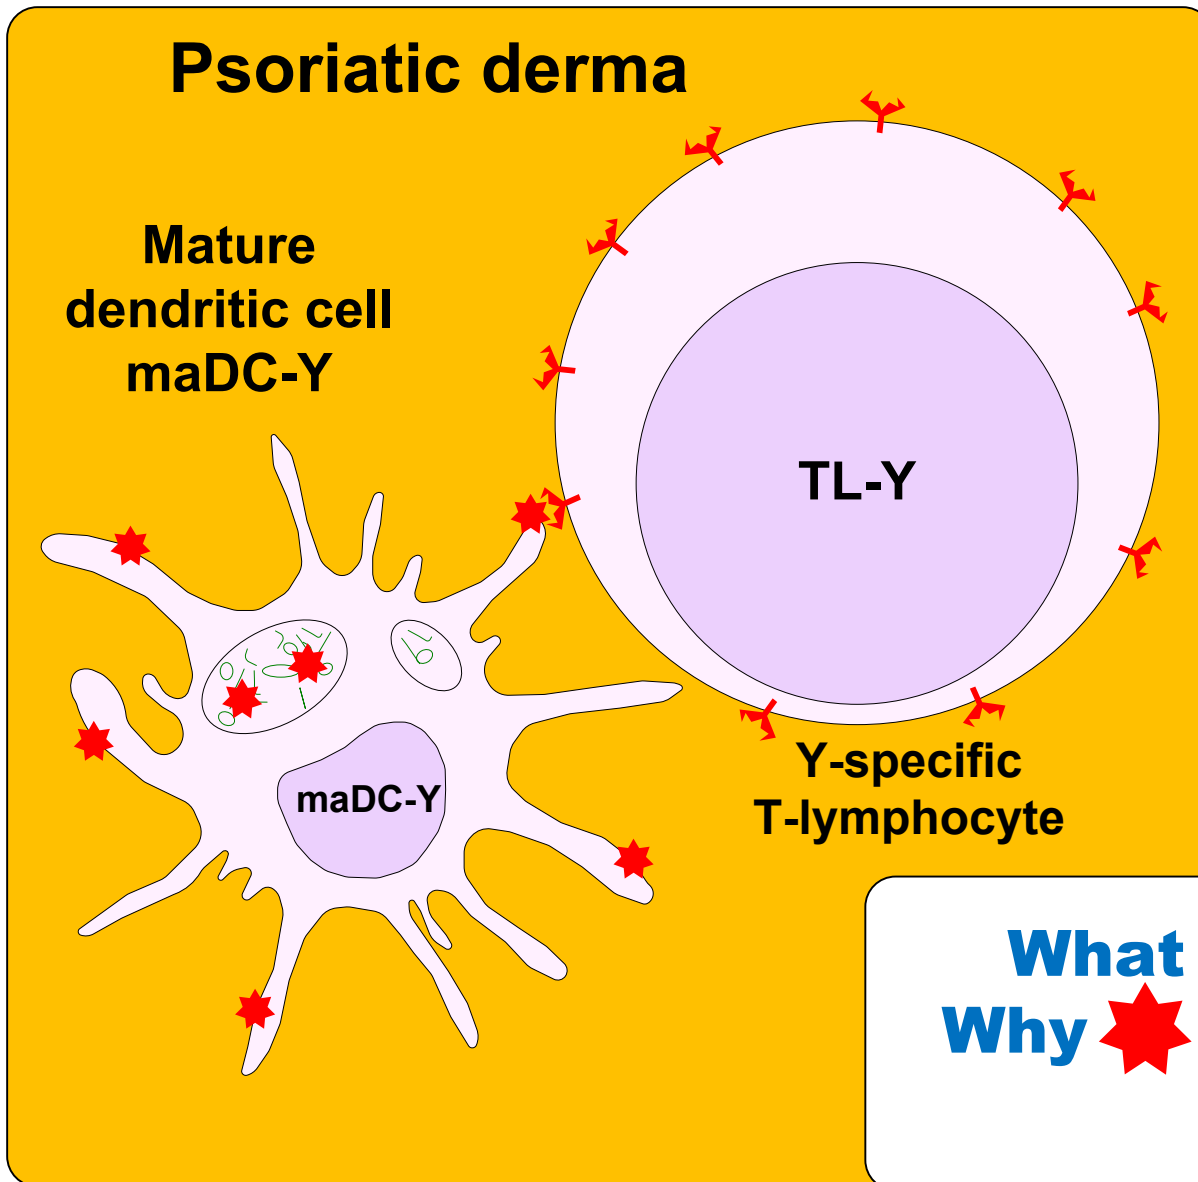 Psoriatic derma
Mature
dendritic cell
maDC-Y
TL-Y
maDC-Y
Y-specific
T-lymphocyte
What
Why